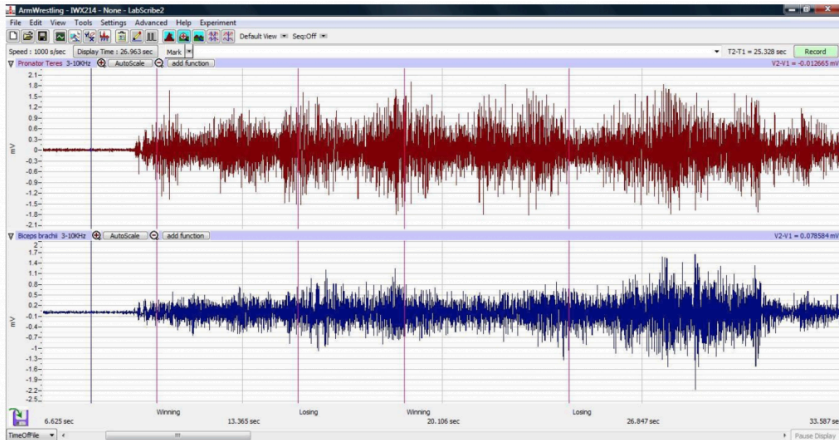 ArmWrestling - IWX214 - None - LabScribe2
File Edit View Tools Settings Advanced Help Experiment
Default View Seq:Off
Speed : 1000 s/sec Display Time : 26.963 sec Mark T2-T1 = 25.328 sec Record
Pronator Teres 3-10KHz AutoScale add function V2-V1 = -0.012665 mV
2.1-
1.8-
1.5-
1.2-
0.9-
0.6-
0.3-
0-
-0.3-
-0.6-
-0.9-
-1.2-
-1.5-
-1.8-
-2.1-
mV
Biceps brachii 3-10KHz AutoScale add function V2-V1 = 0.078584 mV
2-
1.7-
1.4-
1.1-
0.8-
0.5-
0.2-
-0.1-
-0.4-
-0.7-
-1-
-1.3-
-1.6-
-1.9-
-2.2-
-2.5-
mV
Winning Losing Winning Losing
6.625 sec 13.365 sec 20.106 sec 26.847 sec 33.587 sec
TimeOfFile Pause Display